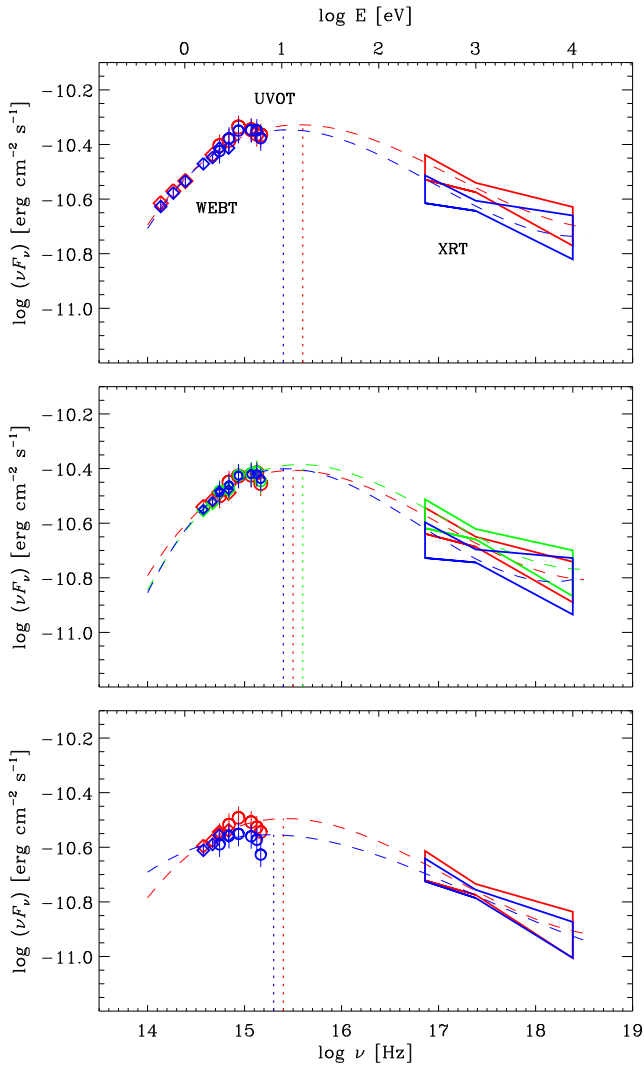 log E [eV]
0 1 2 3 4
log (νFν) [erg cm−2 s−1]
−10.2
−10.4
−10.6
−10.8
−11.0
UVOT
WEBT
XRT
log (νFν) [erg cm−2 s−1]
−10.2
−10.4
−10.6
−10.8
−11.0
log (νFν) [erg cm−2 s−1]
−10.2
−10.4
−10.6
−10.8
−11.0
14 15 16 17 18 19
log ν [Hz]